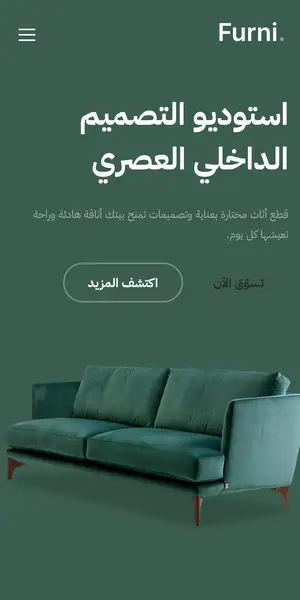 Furni.
استوديو التصميم
الداخلي العصري
قطع أثاث مختارة بعناية وتصميمات تمنح بيتك أناقة هادئة وراحة
تعيشها كل يوم.
تسوّق الآن
اكتشف المزيد